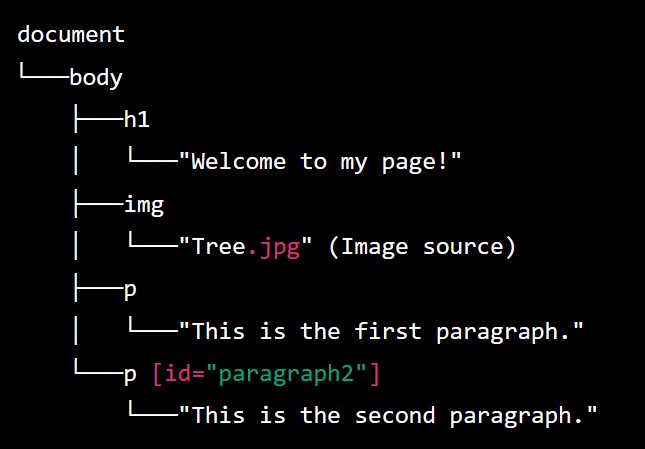 document
└──body
    ├──h1
    │   └──"Welcome to my page!"
    ├──img
    │   └──"Tree.jpg" (Image source)
    ├──p
    │   └──"This is the first paragraph."
    └──p [id="paragraph2"]
        └──"This is the second paragraph."